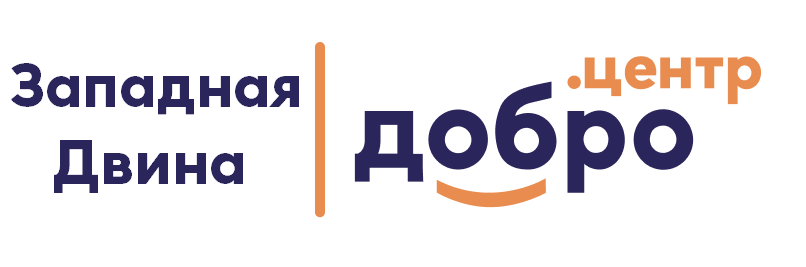 Западная
Двина
добро
.центр